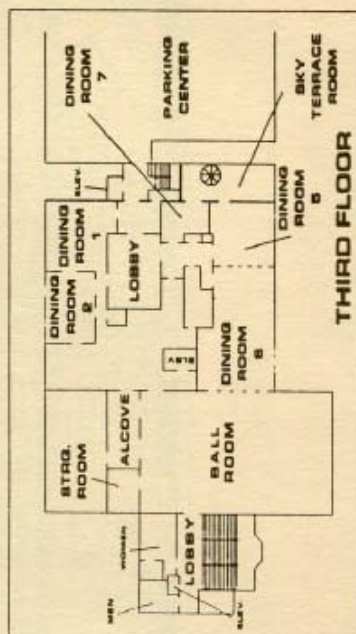 MEN
WOMEN
STRG.
ROOM
ALCOVE
DINING
ROOM
2
DINING
ROOM
1
ELEV.
DINING
ROOM
7
PARKING
CENTER
LOBBY
ELEV
LOBBY
ELEV.
BALL
ROOM
DINING
ROOM
6
DINING
ROOM
5
SKY
TERRACE
ROOM
THIRD FLOOR